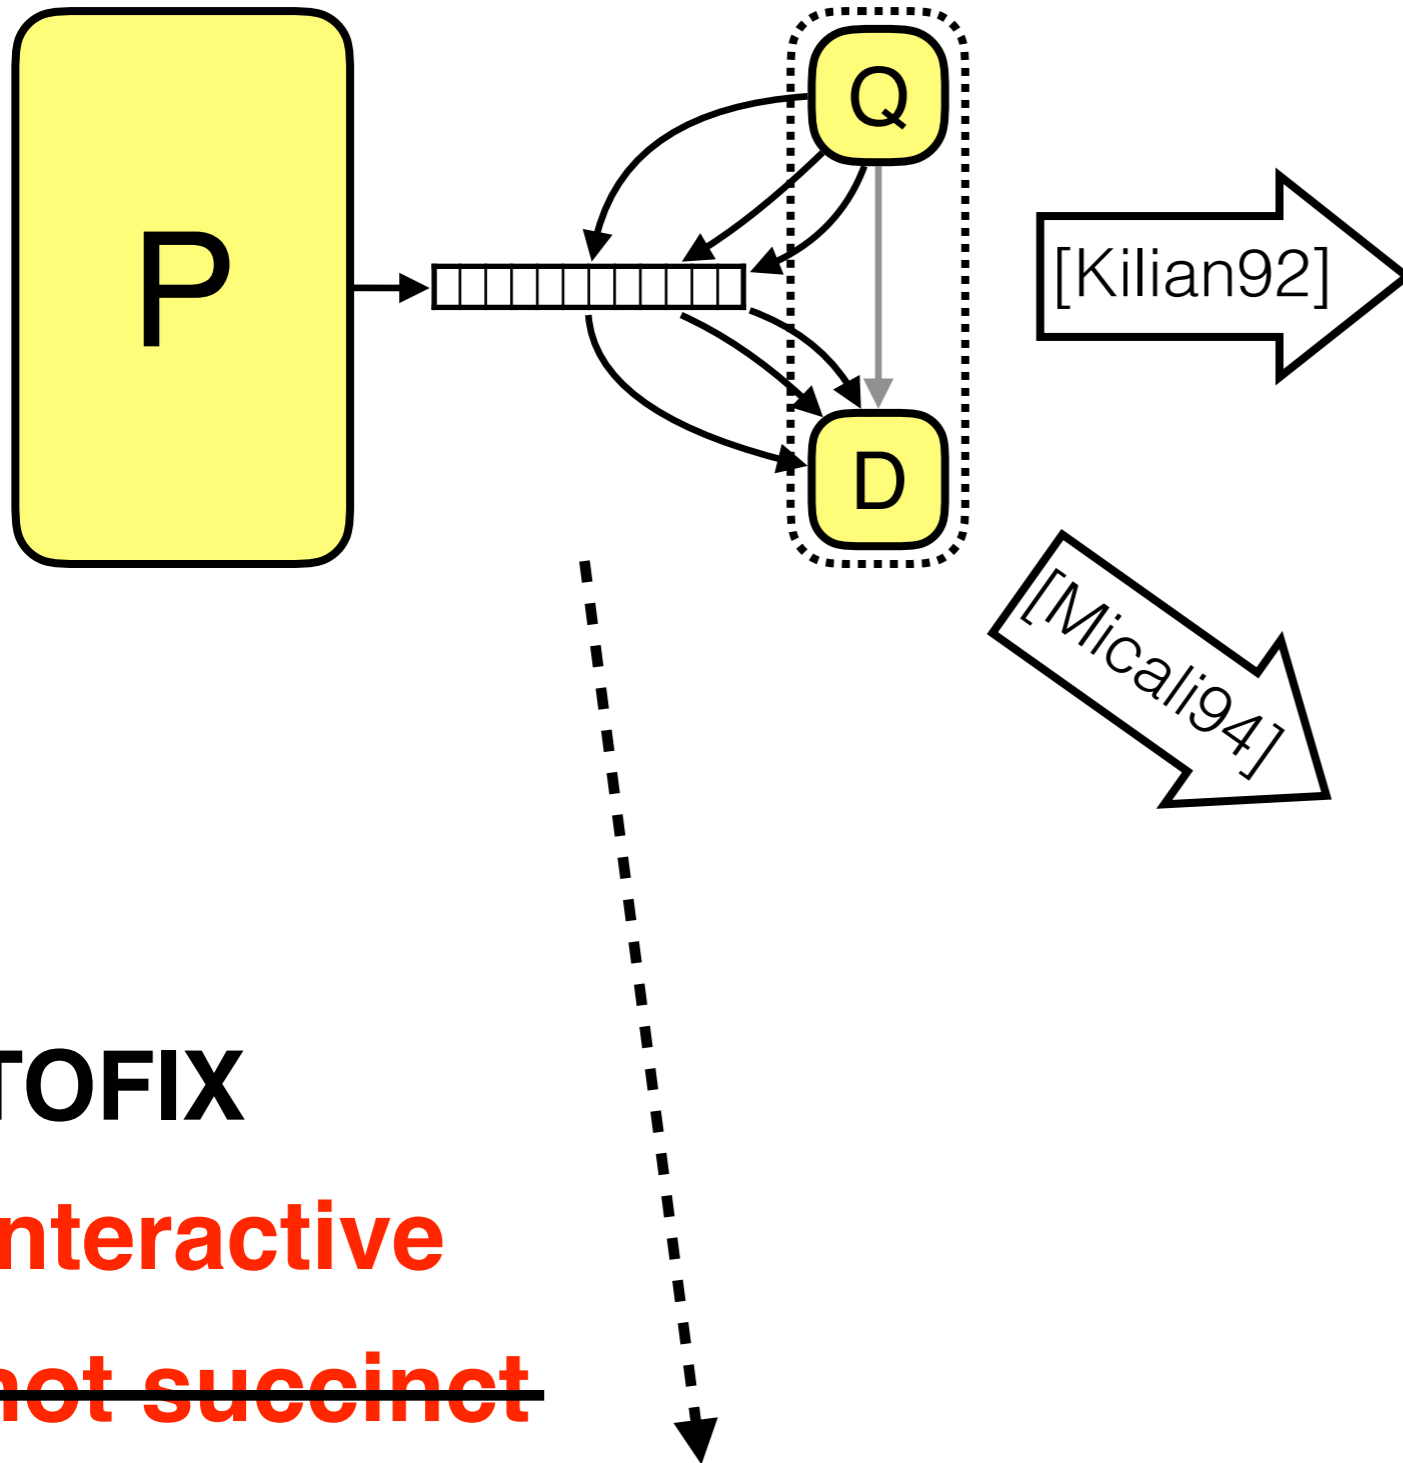 P
Q
[Kilian92]
D
[Micali94]
TOFIX
nteractive
not succinct